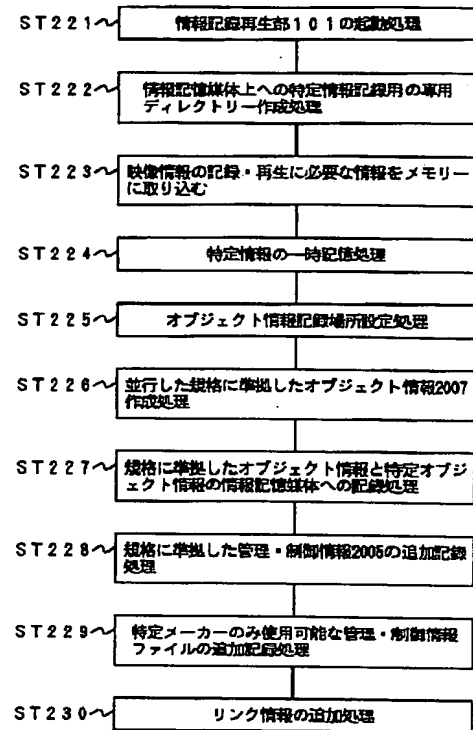 ST221 情報記録再生部101の起動処理
ST222 情報記憶媒体上への特定情報記録用の専用
ディレクトリー作成処理
ST223 映像情報の記録・再生に必要な情報をメモリー
に取り込む
ST224 特定情報の一時記憶処理
ST225 オブジェクト情報記録場所設定処理
ST226 並行した規格に準拠したオブジェクト情報2007
作成処理
ST227 規格に準拠したオブジェクト情報と特定オブジ
ェクト情報の情報記憶媒体への記録処理
ST228 規格に準拠した管理・制御情報2005の追加記録
処理
ST229 特定メーカーのみ使用可能な管理・制御情報
ファイルの追加記録処理
ST230 リンク情報の追加処理